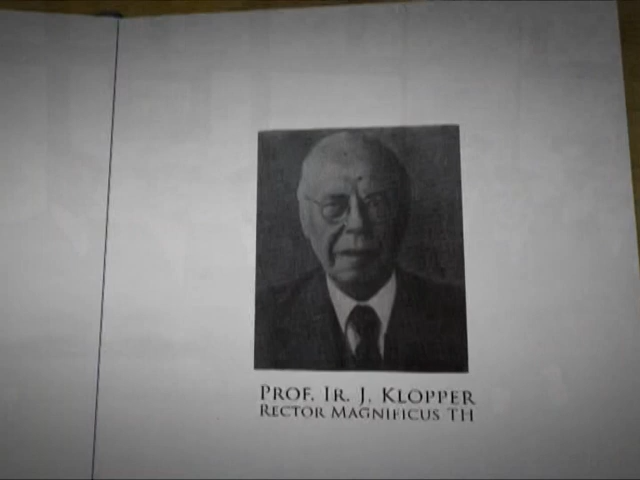 PROF. IR. J. KLOPPER
RECTOR MAGNIFICUS TH